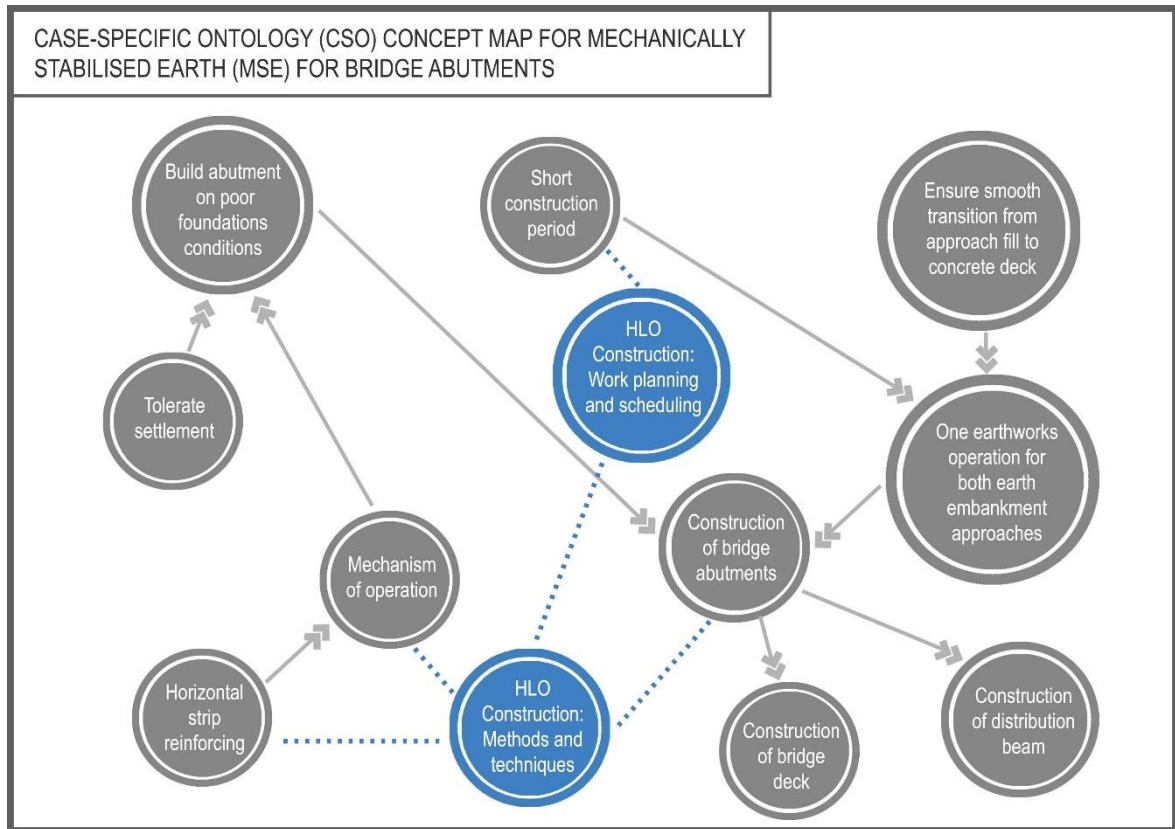 CASE-SPECIFIC ONTOLOGY (CSO) CONCEPT MAP FOR MECHANICALLY
STABILISED EARTH (MSE) FOR BRIDGE ABUTMENTS
Build abutment
on poor
foundations
conditions
Short
construction
period
Ensure smooth
transition from
approach fill to
concrete deck
HLO
Construction:
Work planning
and scheduling
Tolerate
settlement
One earthworks
operation for
both earth
embankment
approaches
Construction
of bridge
abutments
Mechanism
of operation
Horizontal
strip
reinforcing
HLO
Construction:
Methods and
techniques
Construction
of bridge
deck
Construction
of distribution
beam